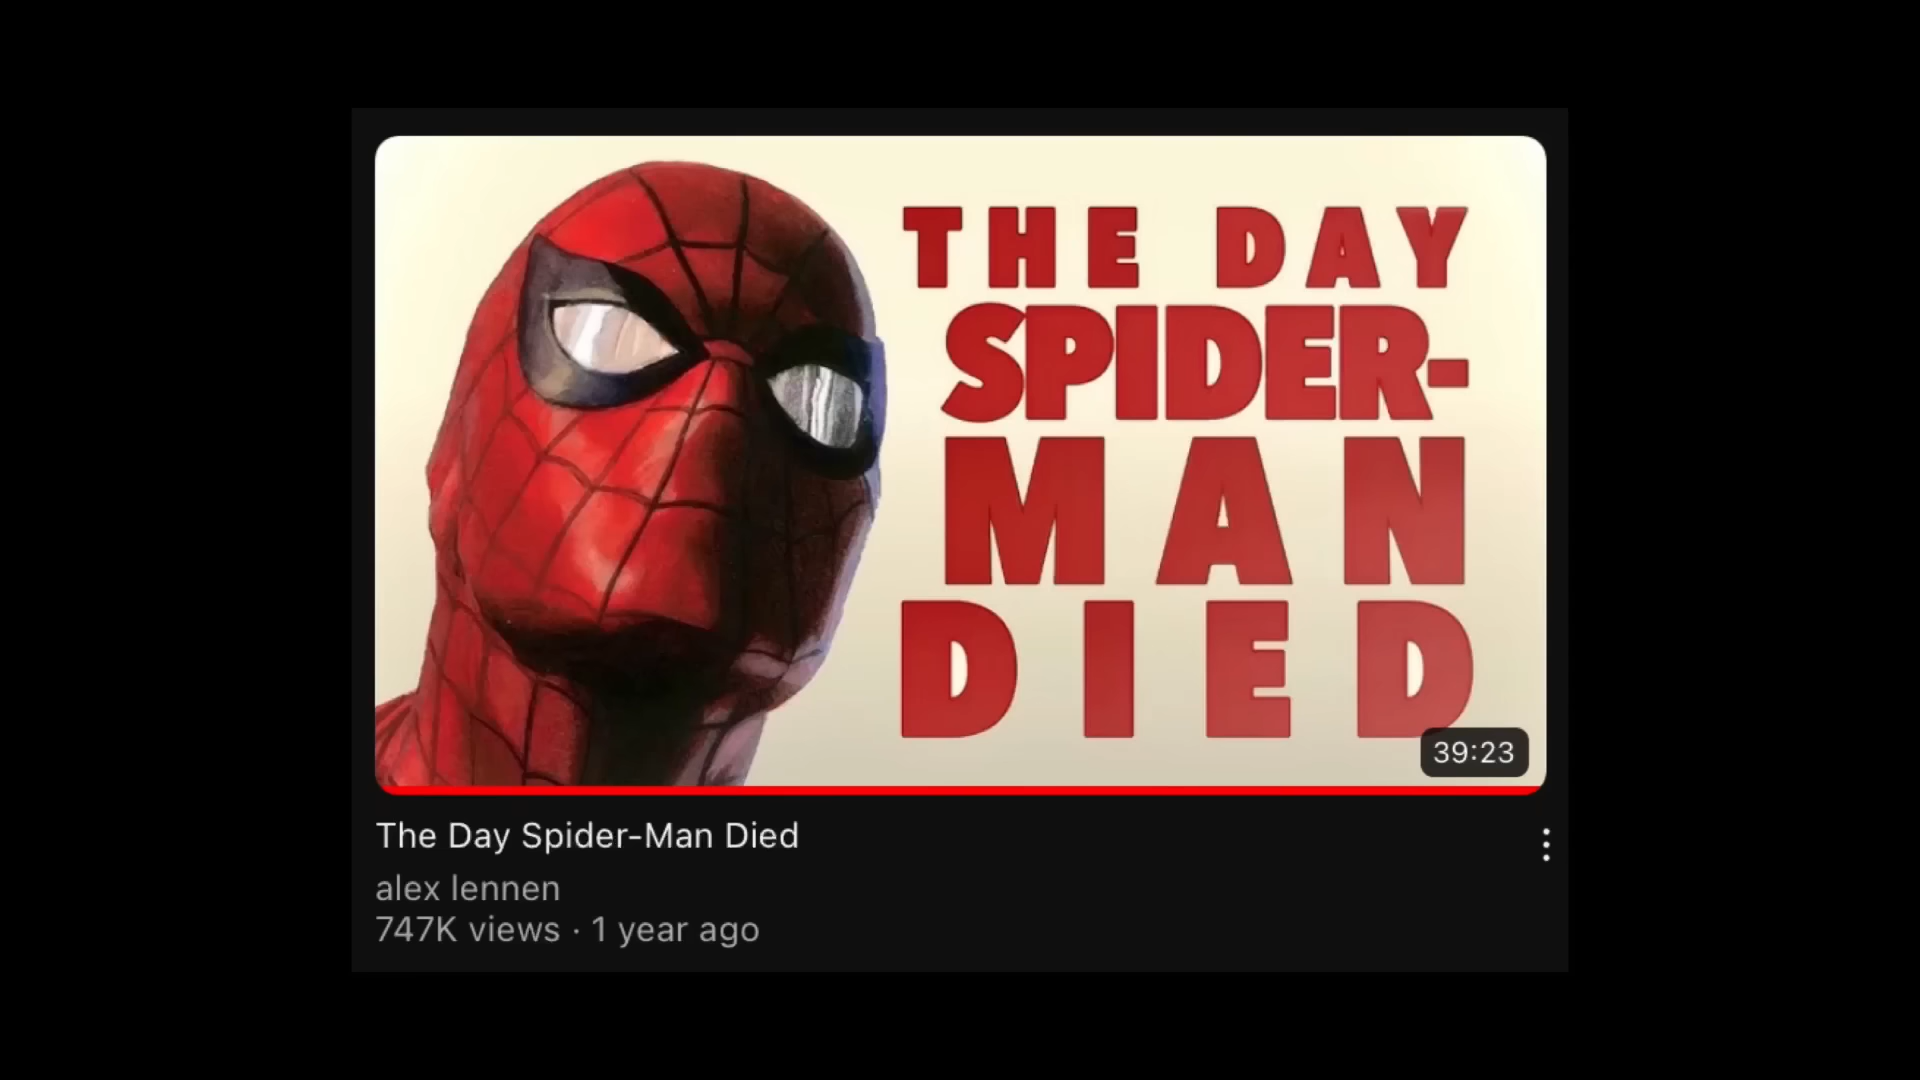 THE DAY
SPIDER-
MAN
DIED
39:23
The Day Spider-Man Died
alex lennen
747K views · 1 year ago